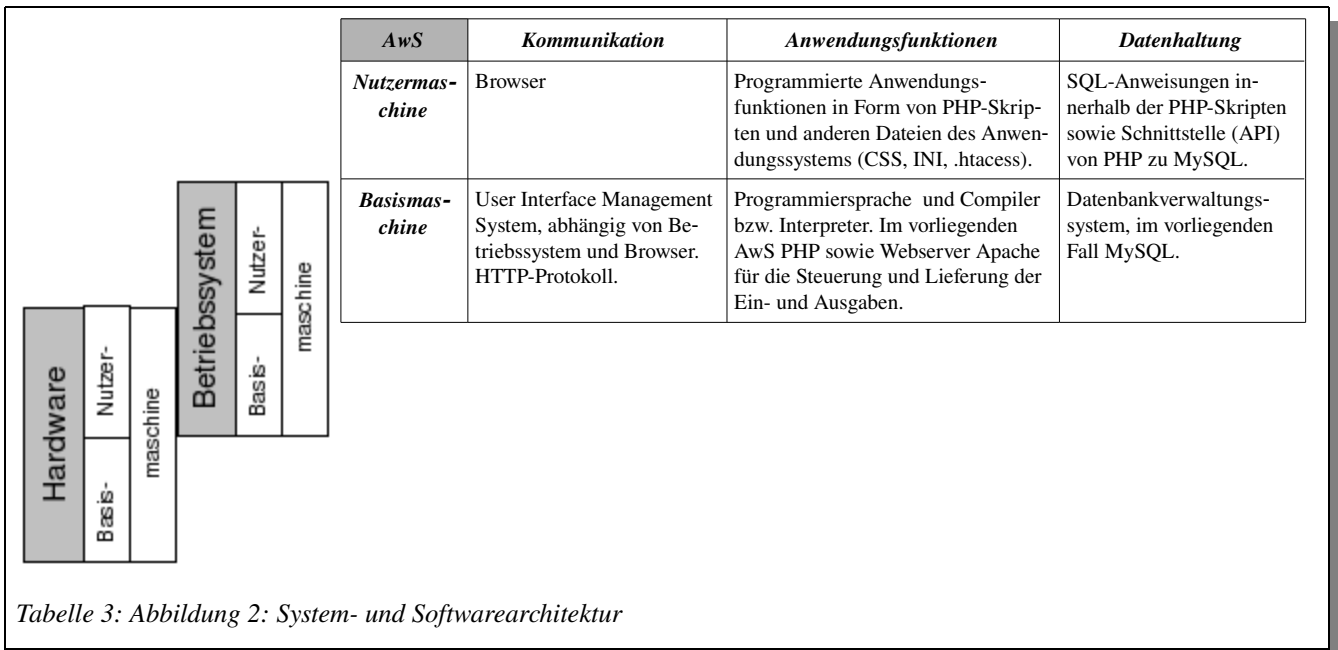 AwS
Kommunikation
Anwendungsfunktionen
Datenhaltung
Nutzermas-
chine
Browser
Programmierte Anwendungs-
funktionen in Form von PHP-Skrip-
ten und anderen Dateien des Anwen-
dungssystems (CSS, INI, .htacess).
SQL-Anweisungen in-
nerhalb der PHP-Skripten
sowie Schnittstelle (API)
von PHP zu MySQL.
Basismas-
chine
User Interface Management
System, abhängig von Be-
triebssystem und Browser.
HTTP-Protokoll.
Programmiersprache und Compiler
bzw. Interpreter. Im vorliegenden
AwS PHP sowie Webserver Apache
für die Steuerung und Lieferung der
Ein- und Ausgaben.
Datenbankverwaltungs-
system, im vorliegenden
Fall MySQL.
Betriebssystem
Nutzer-
Basis-
maschine
Hardware
Nutzer-
Basis-
maschine
Tabelle 3: Abbildung 2: System- und Softwarearchitektur